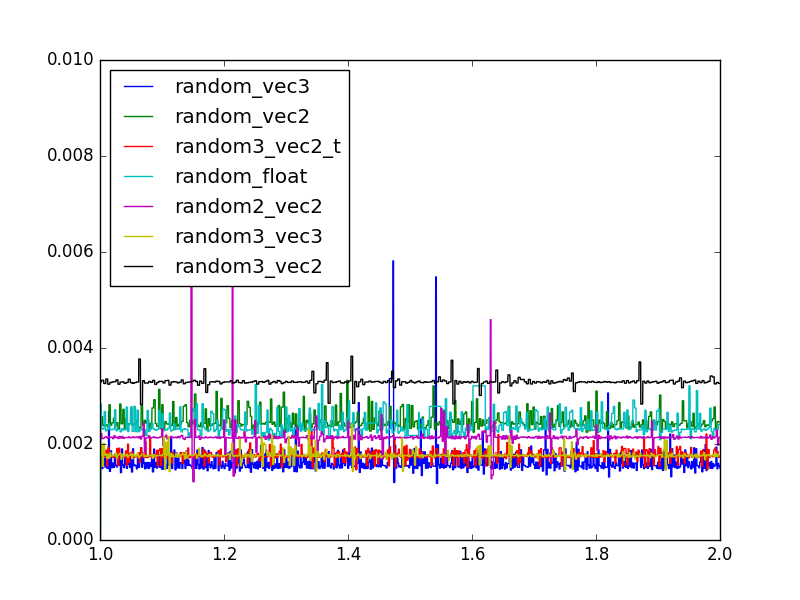 0.010
0.008
0.006
0.004
0.002
0.000
random_vec3
random_vec2
random3_vec2_t
random_float
random2_vec2
random3_vec3
random3_vec2
1.0 1.2 1.4 1.6 1.8 2.0